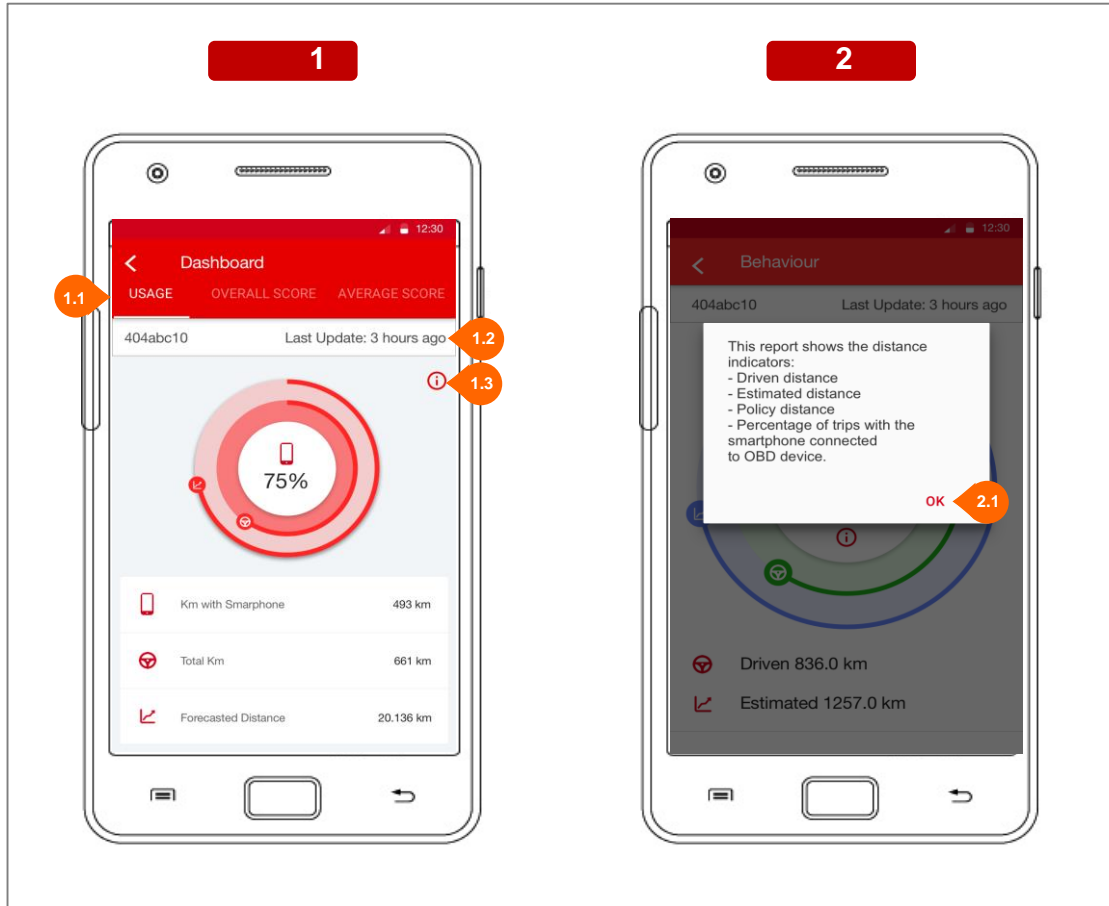 1
2
12:30
Dashboard
USAGE OVERALL SCORE AVERAGE SCORE
1.1
404abc10 Last Update: 3 hours ago
1.2
1.3
75%
Km with Smarphone 493 km
Total Km 661 km
Forecasted Distance 20.136 km
12:30
Behaviour
404abc10 Last Update: 3 hours ago
This report shows the distance
indicators:
- Driven distance
- Estimated distance
- Policy distance
- Percentage of trips with the
smartphone connected
to OBD device.
OK
2.1
Driven 836.0 km
Estimated 1257.0 km